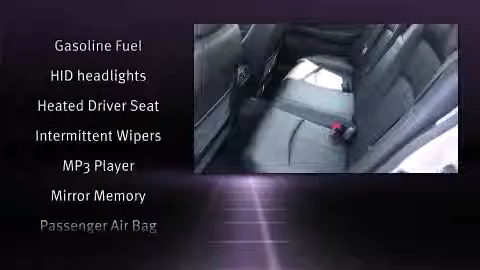 Gasoline Fuel
HID headlights
Heated Driver Seat
Intermittent Wipers
MP3 Player
Mirror Memory
Passenger Air Bag